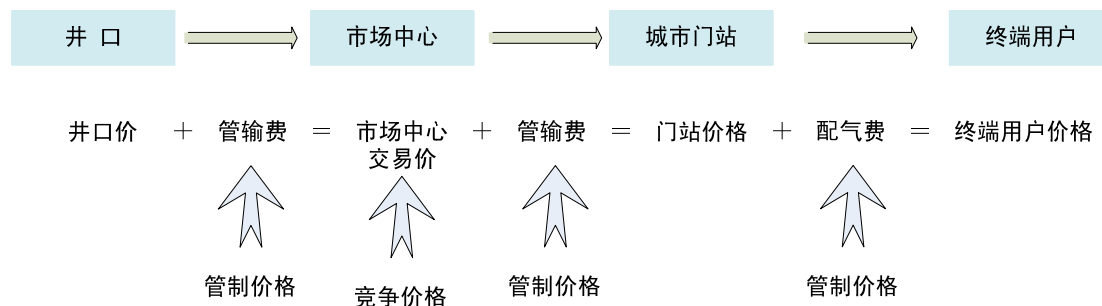 井 口 市场中心 城市门站 终端用户
井口价 + 管输费 = 市场中心 + 管输费 = 门站价格 + 配气费 = 终端用户价格
交易价
管制价格 竞争价格 管制价格 管制价格